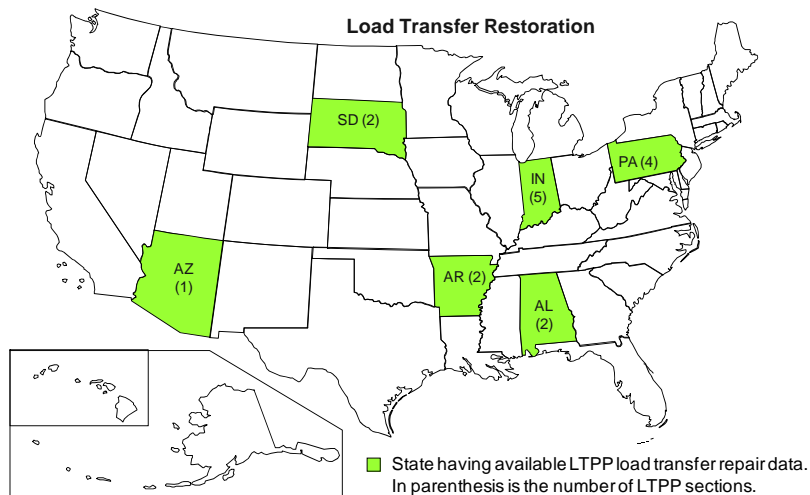 Load Transfer Restoration
SD (2)
PA (4)
IN
(5)
AZ
(1)
AR (2)
AL
(2)
State having available LTPP load transfer repair data.
In parenthesis is the number of LTPP sections.